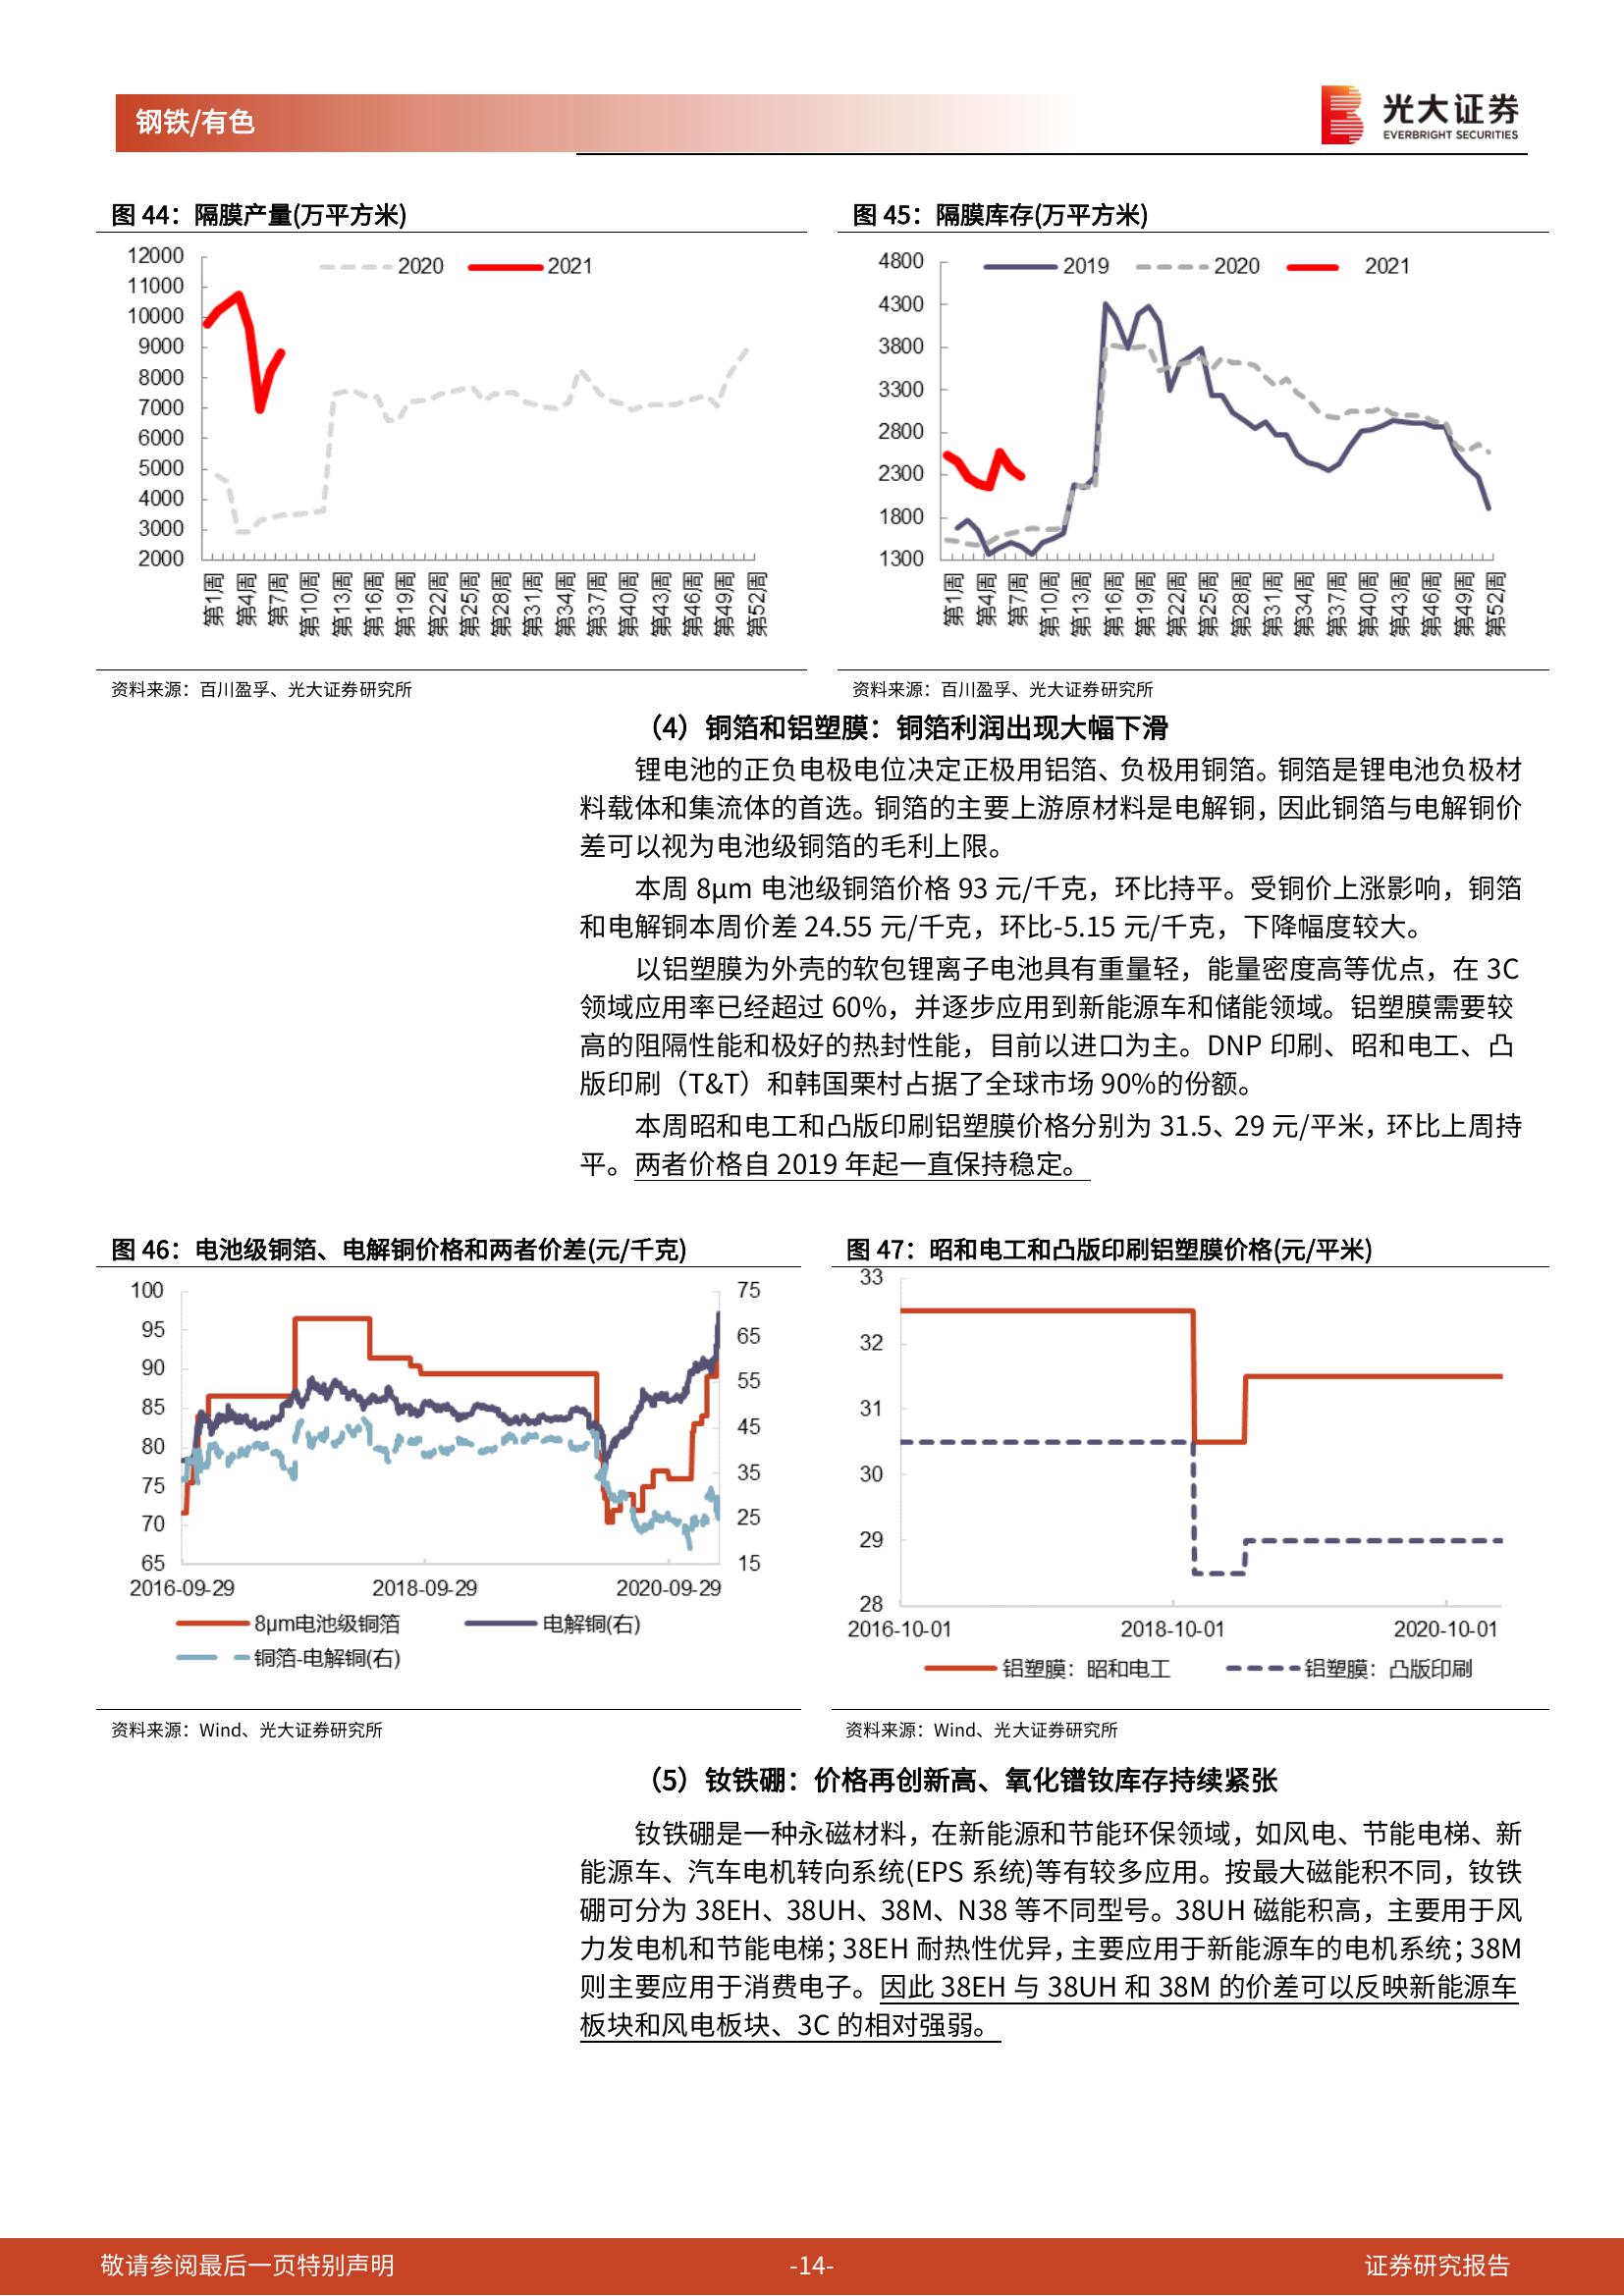 钢铁/有色
光大证券
EVERBRIGHT SECURITIES
图 44：隔膜产量(万平方米)
12000
11000
10000
9000
8000
7000
6000
5000
4000
3000
2000
2020
2021
第1周
第4周
第7周
第10周
第13周
第16周
第19周
第22周
第25周
第28周
第31周
第34周
第37周
第40周
第43周
第46周
第49周
第52周
资料来源：百川盈孚、光大证券研究所
图 45：隔膜库存(万平方米)
4800
4300
3800
3300
2800
2300
1800
1300
2019
2020
2021
第1周
第4周
第7周
第10周
第13周
第16周
第19周
第22周
第25周
第28周
第31周
第34周
第37周
第40周
第43周
第46周
第49周
第52周
资料来源：百川盈孚、光大证券研究所
（4）铜箔和铝塑膜：铜箔利润出现大幅下滑
锂电池的正负电极电位决定正极用铝箔、负极用铜箔。铜箔是锂电池负极材
料载体和集流体的首选。铜箔的主要上游原材料是电解铜，因此铜箔与电解铜价
差可以视为电池级铜箔的毛利上限。
本周 8μm 电池级铜箔价格 93 元/千克，环比持平。受铜价上涨影响，铜箔
和电解铜本周价差 24.55 元/千克，环比-5.15 元/千克，下降幅度较大。
以铝塑膜为外壳的软包锂离子电池具有重量轻，能量密度高等优点，在 3C
领域应用率已经超过 60%，并逐步应用到新能源车和储能领域。铝塑膜需要较
高的阻隔性能和极好的热封性能，目前以进口为主。DNP 印刷、昭和电工、凸
版印刷（T&T）和韩国栗村占据了全球市场 90%的份额。
本周昭和电工和凸版印刷铝塑膜价格分别为 31.5、29 元/平米，环比上周持
平。两者价格自 2019 年起一直保持稳定。
图 46：电池级铜箔、电解铜价格和两者价差(元/千克)
100
95
90
85
80
75
70
65
75
65
55
45
35
25
15
2016-09-29
2018-09-29
2020-09-29
8μm电池级铜箔
电解铜(右)
铜箔-电解铜(右)
资料来源：Wind、光大证券研究所
图 47：昭和电工和凸版印刷铝塑膜价格(元/平米)
33
32
31
30
29
28
2016-10-01
2018-10-01
2020-10-01
铝塑膜：昭和电工
铝塑膜：凸版印刷
资料来源：Wind、光大证券研究所
（5）钕铁硼：价格再创新高、氧化镨钕库存持续紧张
钕铁硼是一种永磁材料，在新能源和节能环保领域，如风电、节能电梯、新
能源车、汽车电机转向系统(EPS 系统)等有较多应用。按最大磁能积不同，钕铁
硼可分为 38EH、38UH、38M、N38 等不同型号。38UH 磁能积高，主要用于风
力发电机和节能电梯；38EH 耐热性优异，主要应用于新能源车的电机系统；38M
则主要应用于消费电子。因此 38EH 与 38UH 和 38M 的价差可以反映新能源车
板块和风电板块、3C 的相对强弱。
敬请参阅最后一页特别声明
-14-
证券研究报告